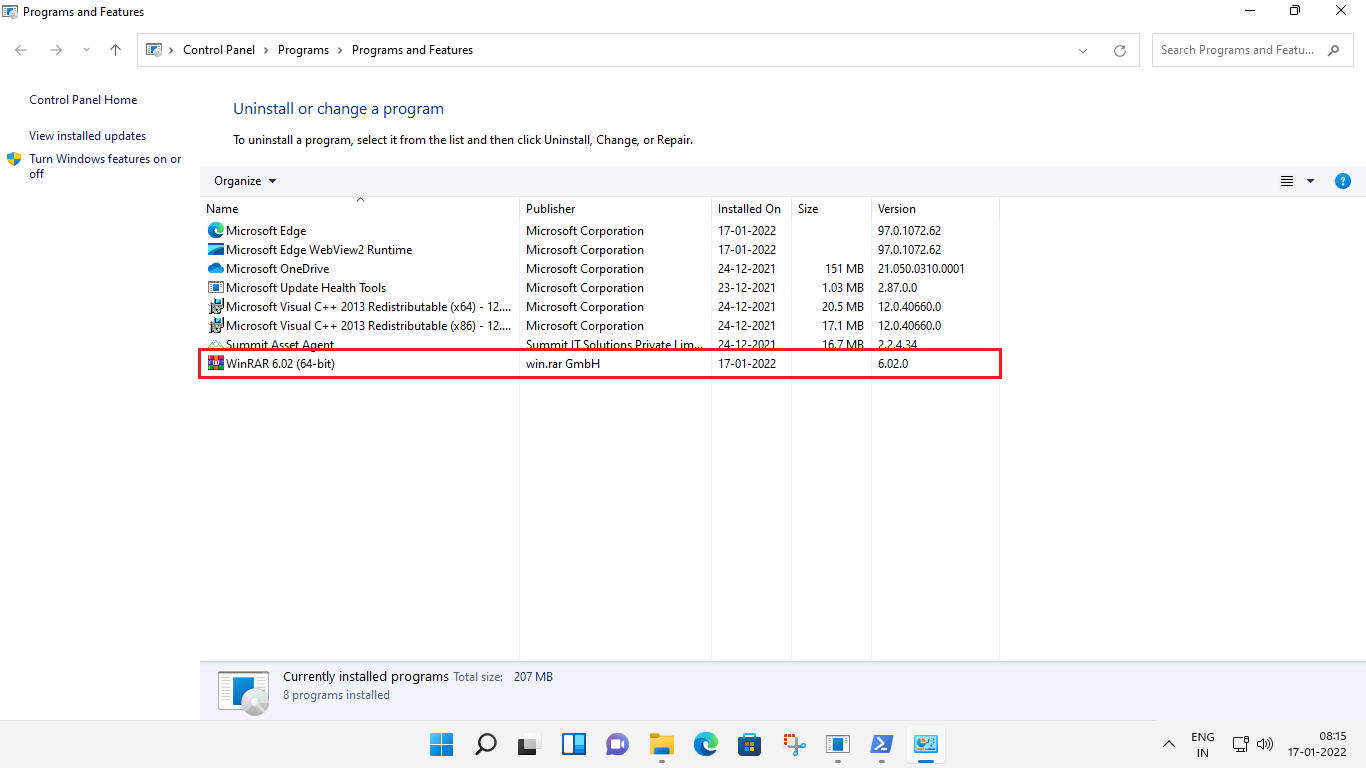 Programs and Features
Control Panel > Programs > Programs and Features
Search Programs and Featu...
Control Panel Home
View installed updates
Turn Windows features on or
off
Uninstall or change a program
To uninstall a program, select it from the list and then click Uninstall, Change, or Repair.
Organize
Name Publisher Installed On Size Version
Microsoft Edge Microsoft Corporation 17-01-2022 97.0.1072.62
Microsoft Edge WebView2 Runtime Microsoft Corporation 17-01-2022 97.0.1072.62
Microsoft OneDrive Microsoft Corporation 24-12-2021 151 MB 21.050.0310.0001
Microsoft Update Health Tools Microsoft Corporation 23-12-2021 1.03 MB 2.87.0.0
Microsoft Visual C++ 2013 Redistributable (x64) - 12.... Microsoft Corporation 24-12-2021 20.5 MB 12.0.40660.0
Microsoft Visual C++ 2013 Redistributable (x86) - 12.... Microsoft Corporation 24-12-2021 17.1 MB 12.0.40660.0
Summit Asset Agent Summit IT Solutions Private Lim... 24-12-2021 16.7 MB 2.2.4.34
WinRAR 6.02 (64-bit) win.rar GmbH 17-01-2022 6.02.0
Currently installed programs Total size: 207 MB
8 programs installed
ENG
IN
08:15
17-01-2022